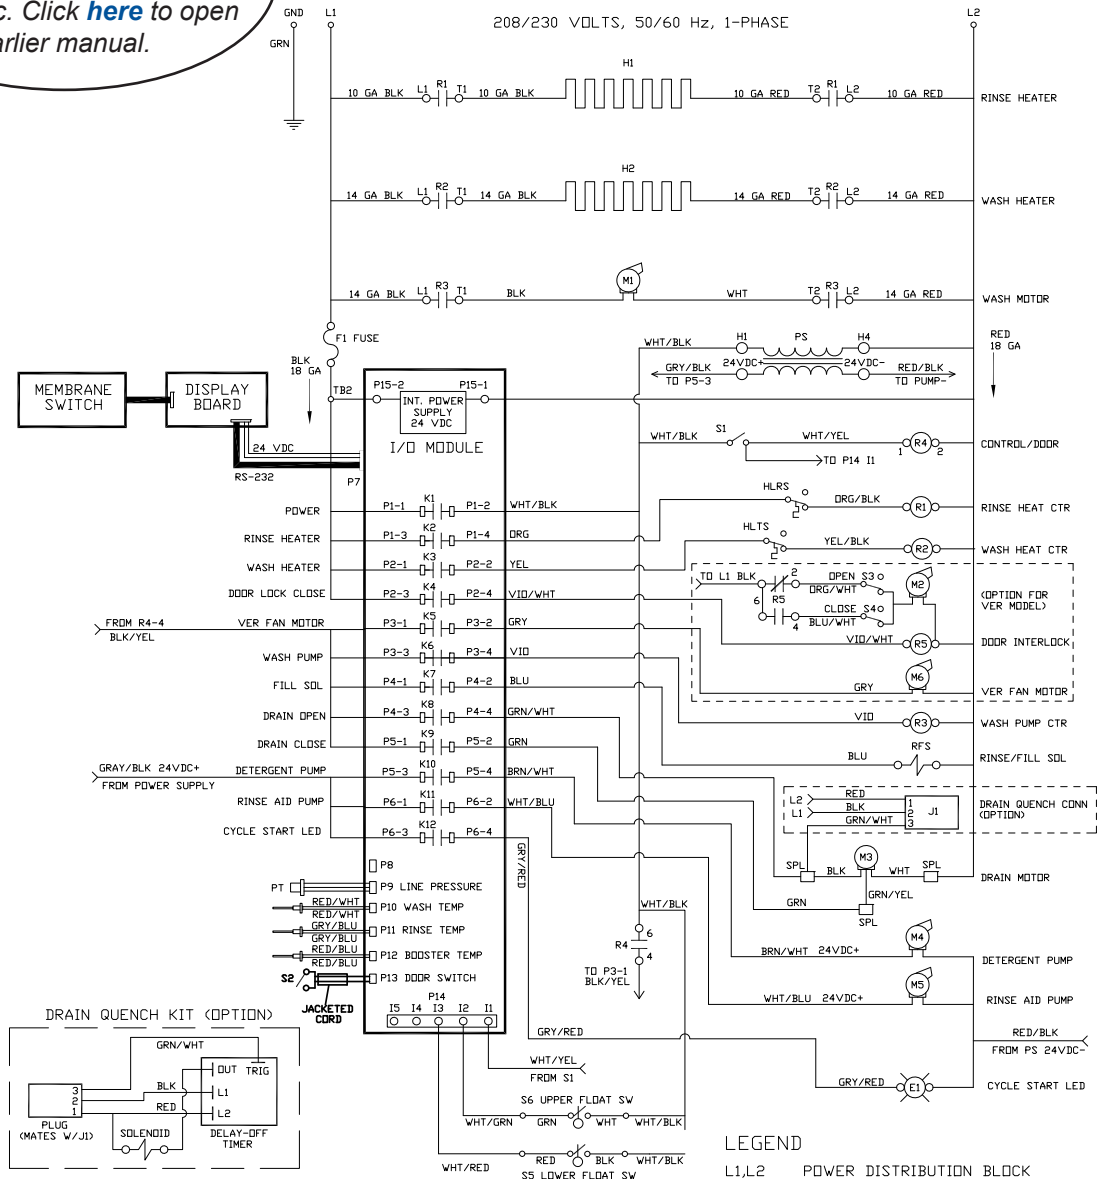 c. Click here to open
arlier manual.
GND
L1
208/230 VOLTS, 50/60 Hz, 1-PHASE
L2
GRN
H1
10 GA BLK
L1 R1 T1
10 GA BLK
10 GA RED
T2 R1 L2
10 GA RED
RINSE HEATER
H2
14 GA BLK
L1 R2 T1
14 GA BLK
14 GA RED
T2 R2 L2
14 GA RED
WASH HEATER
M1
14 GA BLK
L1 R3 T1
BLK
WHT
T2 R3 L2
14 GA RED
WASH MOTOR
F1 FUSE
BLK
18 GA
WHT/BLK
H1
PS
H4
RED
18 GA
GRY/BLK
TO P5-3
24VDC+
24VDC-
RED/BLK
TO PUMP-
MEMBRANE
SWITCH
DISPLAY
BOARD
TB2
P15-2
P15-1
INT. POWER
SUPPLY
24 VDC
I/O MODULE
24 VDC
RS-232
P7
WHT/BLK
S1
WHT/YEL
TO P14 I1
1 R4 2
CONTROL/DOOR
HLRS
ORG/BLK
R1
RINSE HEAT CTR
HLTS
YEL/BLK
R2
WASH HEAT CTR
POWER
P1-1
K1
P1-2
WHT/BLK
RINSE HEATER
P1-3
K2
P1-4
ORG
WASH HEATER
P2-1
K3
P2-2
YEL
DOOR LOCK CLOSE
P2-3
K4
P2-4
VIO/WHT
FROM R4-4
BLK/YEL
VER FAN MOTOR
P3-1
K5
P3-2
GRY
WASH PUMP
P3-3
K6
P3-4
VIO
FILL SOL
P4-1
K7
P4-2
BLU
DRAIN OPEN
P4-3
K8
P4-4
GRN/WHT
DRAIN CLOSE
P5-1
K9
P5-2
GRN
GRAY/BLK 24VDC+
FROM POWER SUPPLY
DETERGENT PUMP
P5-3
K10
P5-4
BRN/WHT
RINSE AID PUMP
P6-1
K11
P6-2
WHT/BLU
CYCLE START LED
P6-3
K12
P6-4
GRY/RED
TO L1 BLK
2
OPEN S3
ORG/WHT
M2
(OPTION FOR
VER MODEL)
6
R5
4
CLOSE S4
BLU/WHT
VIO/WHT
R5
DOOR INTERLOCK
M6
GRY
VER FAN MOTOR
VIO
R3
WASH PUMP CTR
BLU
RFS
RINSE/FILL SOL
L2
RED
1
L1
BLK
2
GRN/WHT
3
J1
DRAIN QUENCH CONN
(OPTION)
SPL
BLK
M3
WHT
SPL
DRAIN MOTOR
GRN
GRN/YEL
SPL
P8
PT
P9 LINE PRESSURE
RED/WHT
RED/WHT
P10 WASH TEMP
GRY/BLU
GRY/BLU
P11 RINSE TEMP
RED/BLU
RED/BLU
P12 BOOSTER TEMP
S2
P13 DOOR SWITCH
JACKETED
CORD
P14
I5
I4
I3
I2
I1
WHT/BLK
6
R4
4
TO P3-1
BLK/YEL
BRN/WHT 24VDC+
M4
DETERGENT PUMP
WHT/BLU 24VDC+
M5
RINSE AID PUMP
GRY/RED
RED/BLK
FROM PS 24VDC-
WHT/YEL
FROM S1
GRY/RED
E1
CYCLE START LED
S6 UPPER FLOAT SW
WHT/GRN
GRN
WHT
WHT/BLK
WHT/RED
RED
BLK
WHT/BLK
S5 LOWER FLOAT SW
DRAIN QUENCH KIT (OPTION)
GRN/WHT
OUT TRIG
3
2
1
BLK
L1
RED
L2
PLUG
(MATES W/J1)
SOLENOID
DELAY-OFF
TIMER
LEGEND
L1,L2 POWER DISTRIBUTION BLOCK